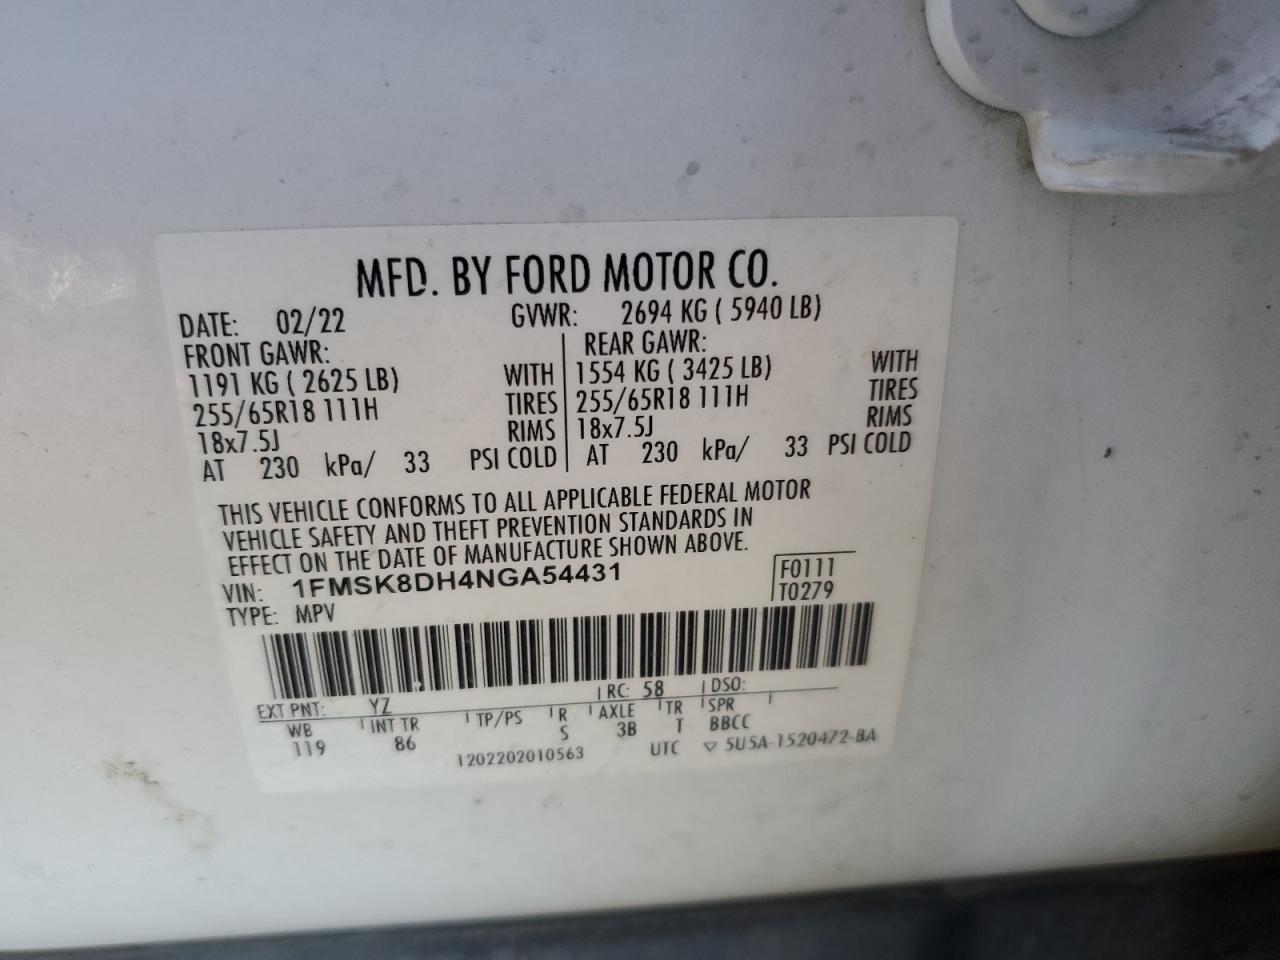 MFD. BY FORD MOTOR CO.
DATE: 02/22 GVWR: 2694 KG ( 5940 LB)
FRONT GAWR: REAR GAWR:
1191 KG ( 2625 LB) WITH 1554 KG ( 3425 LB) WITH
255/65R18 111H TIRES 255/65R18 111H TIRES
18x7.5J RIMS 18x7.5J RIMS
AT 230 kPa/ 33 PSI COLD AT 230 kPa/ 33 PSI COLD
THIS VEHICLE CONFORMS TO ALL APPLICABLE FEDERAL MOTOR
VEHICLE SAFETY AND THEFT PREVENTION STANDARDS IN
EFFECT ON THE DATE OF MANUFACTURE SHOWN ABOVE.
VIN: 1FMSK8DH4NGA54431 F0111
TYPE: MPV T0279
EXT PNT: YZ RC: 58 DSO:
WB INT TR TP/PS R AXLE TR SPR
119 86 S 3B T BBCC
1202202010563 UTC ▽ 5U5A-1520472-BA